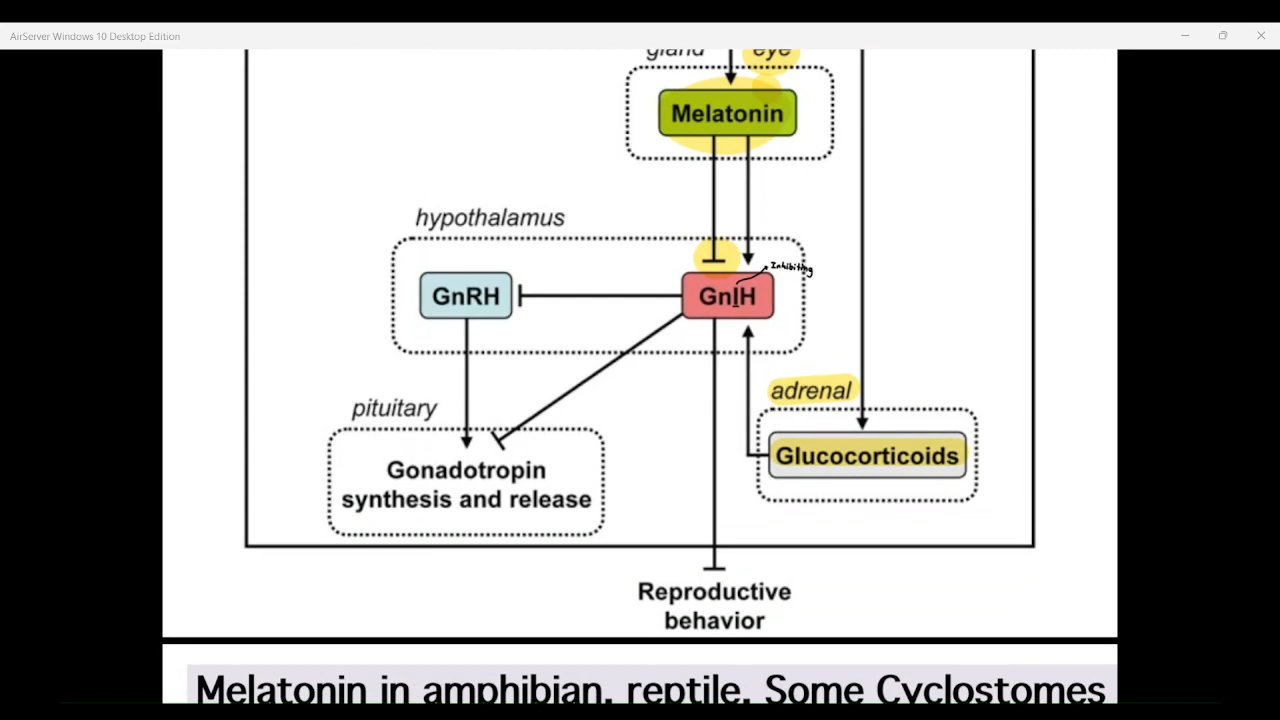 AirServer Windows 10 Desktop Edition
gland
eye
Melatonin
hypothalamus
Inhibiting
GnRH
GnIH
adrenal
pituitary
Glucocorticoids
Gonadotropin
synthesis and release
Reproductive
behavior
Melatonin in amphibian, reptile, Some Cyclostomes